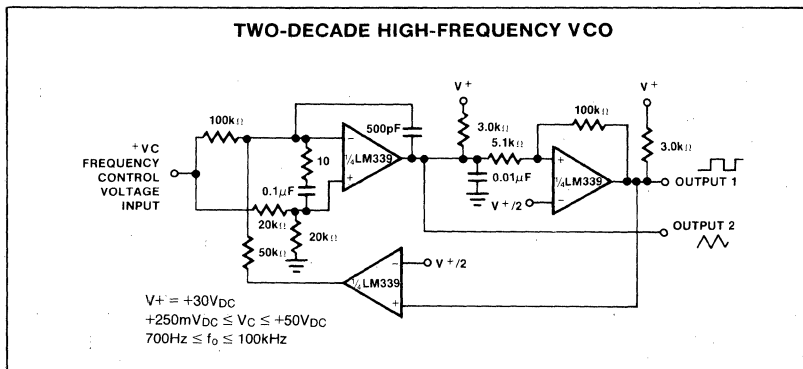 TWO-DECADE HIGH-FREQUENCY VCO
V+
V+
100kΩ
500pF
3.0kΩ
100kΩ
+VC
FREQUENCY
CONTROL
VOLTAGE
INPUT
−
+
¼LM339
10
0.1µF
5.1kΩ
0.01µF
+
−
¼LM339
3.0kΩ
OUTPUT 1
V+/2
20kΩ
20kΩ
OUTPUT 2
50kΩ
−
+
¼LM339
V+/2
V+ = +30VDC
+250mVDC ≤ VC ≤ +50VDC
700Hz ≤ fo ≤ 100kHz